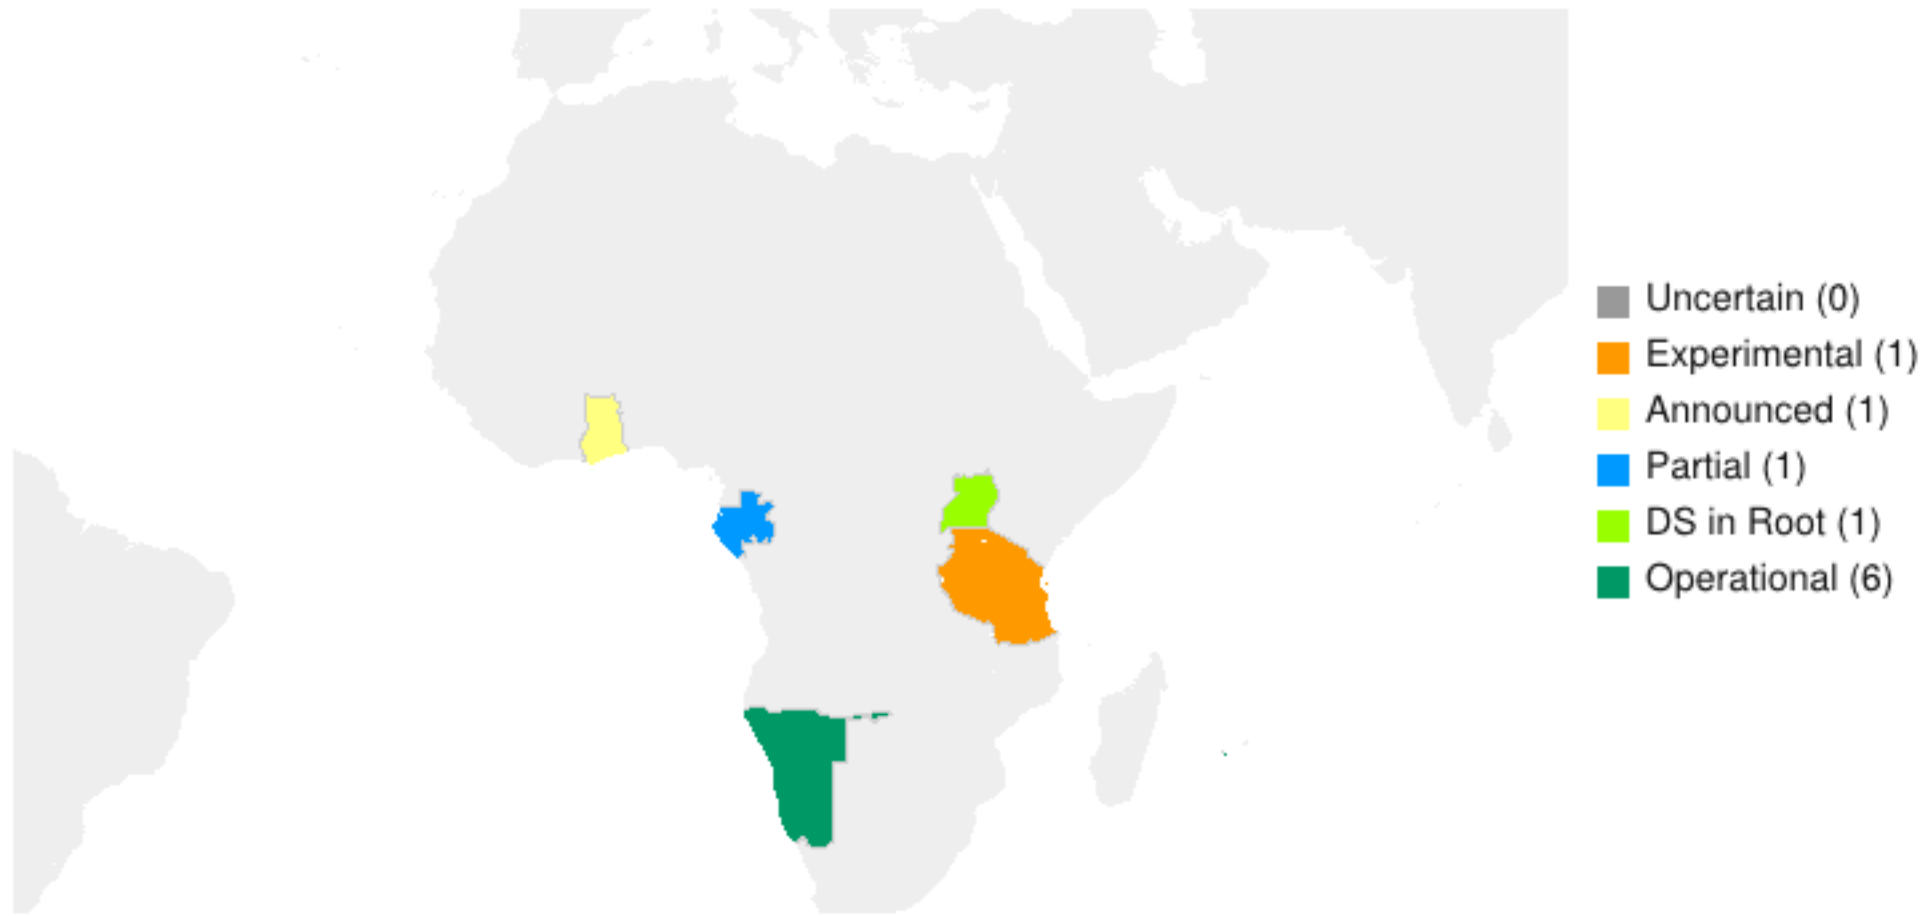 Uncertain (0)
Experimental (1)
Announced (1)
Partial (1)
DS in Root (1)
Operational (6)